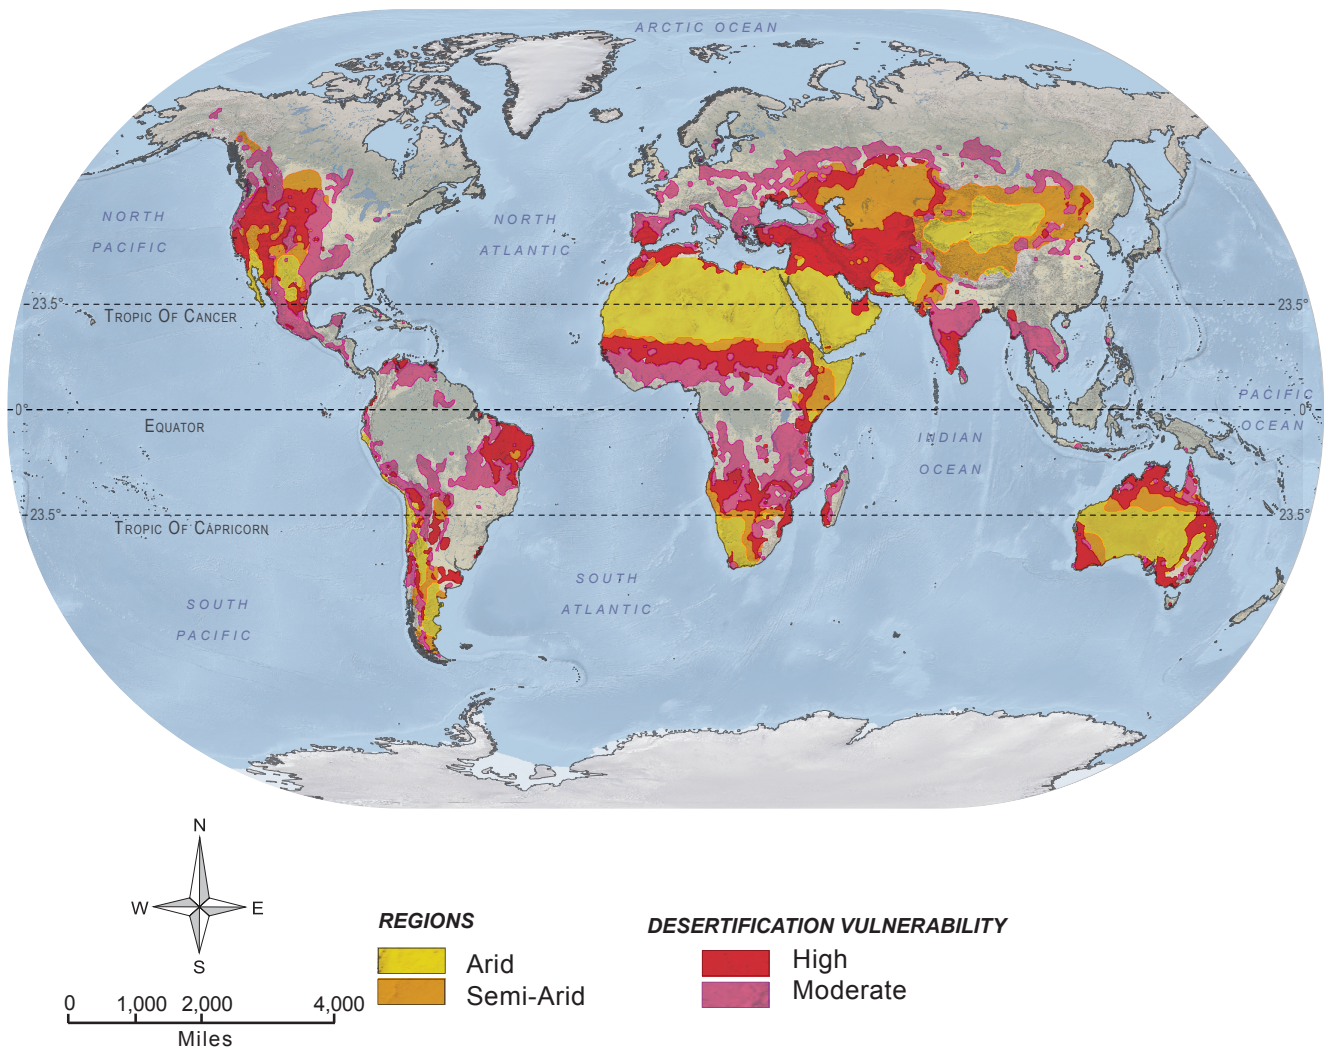 ARCTIC OCEAN
NORTH
PACIFIC
NORTH
ATLANTIC
23.5°
23.5°
TROPIC OF CANCER
PACIFIC
OCEAN
0°
0°
EQUATOR
INDIAN
OCEAN
23.5°
23.5°
TROPIC OF CAPRICORN
SOUTH
ATLANTIC
SOUTH
PACIFIC
N
W
E
S
0 1,000 2,000 4,000
Miles
REGIONS
Arid
Semi-Arid
DESERTIFICATION VULNERABILITY
High
Moderate